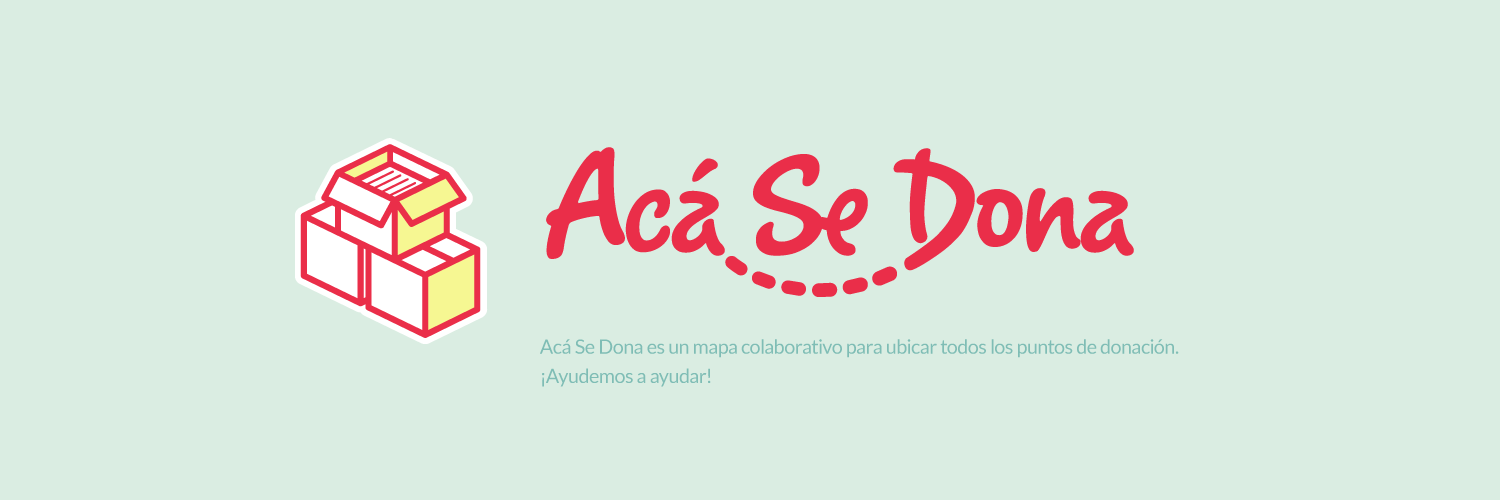 Acá Se Dona
Acá Se Dona es un mapa colaborativo para ubicar todos los puntos de donación.
¡Ayudemos a ayudar!